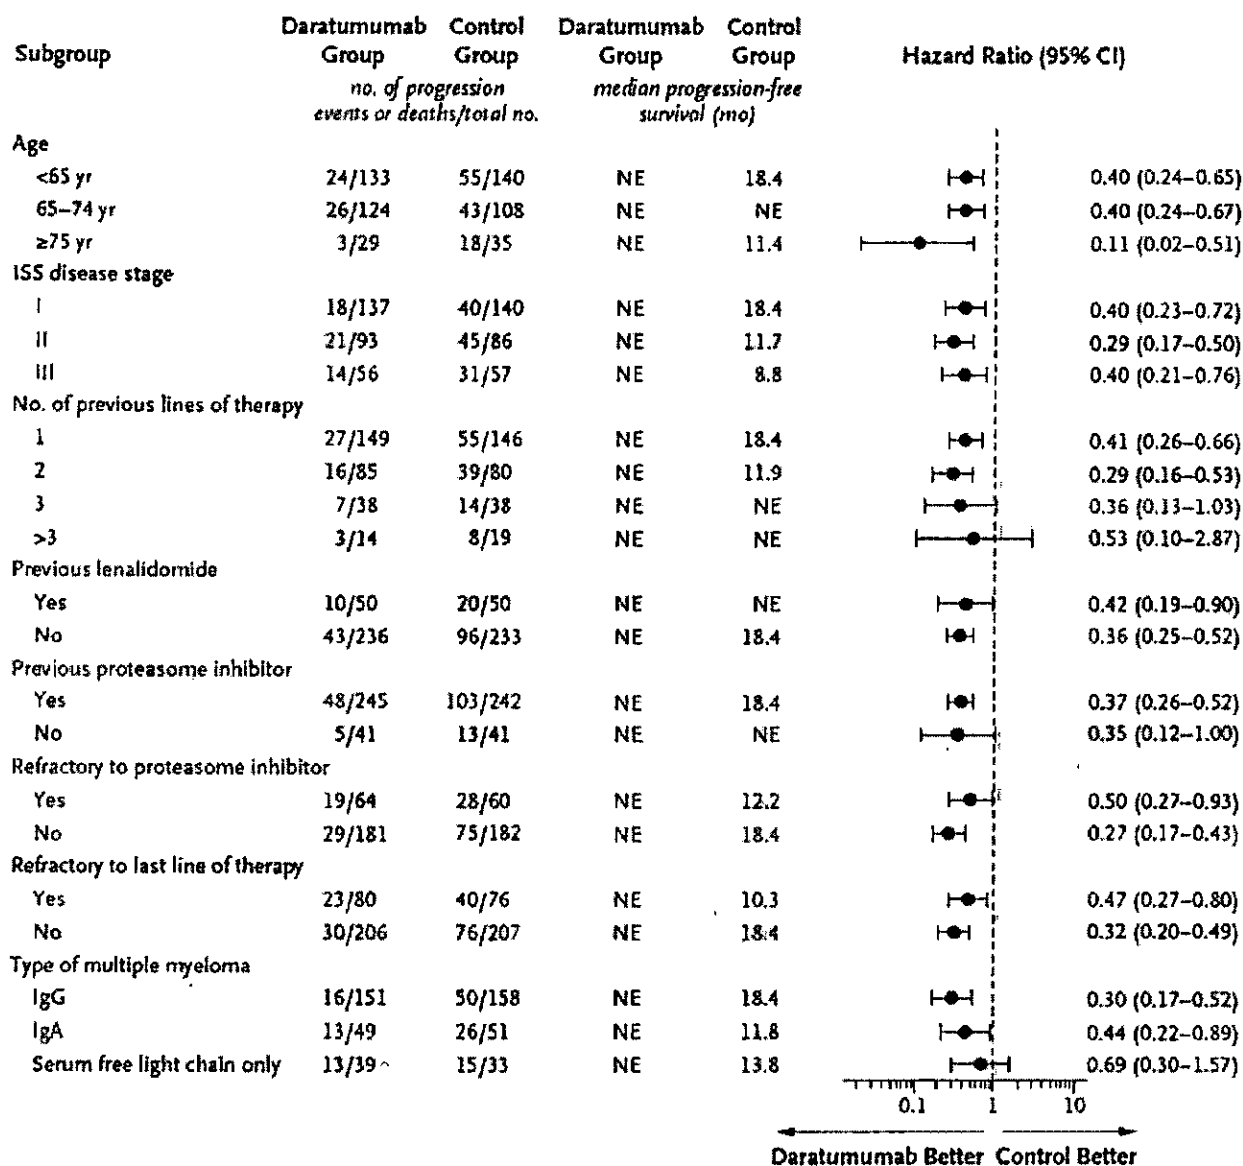 Daratumumab Control Daratumumab Control
Subgroup Group Group Group Group Hazard Ratio (95% CI)
no. of progression median progression-free
events or deaths/total no. survival (mo)
Age
<65 yr 24/133 55/140 NE 18.4 0.40 (0.24–0.65)
65–74 yr 26/124 43/108 NE NE 0.40 (0.24–0.67)
≥75 yr 3/29 18/35 NE 11.4 0.11 (0.02–0.51)
ISS disease stage
I 18/137 40/140 NE 18.4 0.40 (0.23–0.72)
II 21/93 45/86 NE 11.7 0.29 (0.17–0.50)
III 14/56 31/57 NE 8.8 0.40 (0.21–0.76)
No. of previous lines of therapy
1 27/149 55/146 NE 18.4 0.41 (0.26–0.66)
2 16/85 39/80 NE 11.9 0.29 (0.16–0.53)
3 7/38 14/38 NE NE 0.36 (0.13–1.03)
>3 3/14 8/19 NE NE 0.53 (0.10–2.87)
Previous lenalidomide
Yes 10/50 20/50 NE NE 0.42 (0.19–0.90)
No 43/236 96/233 NE 18.4 0.36 (0.25–0.52)
Previous proteasome inhibitor
Yes 48/245 103/242 NE 18.4 0.37 (0.26–0.52)
No 5/41 13/41 NE NE 0.35 (0.12–1.00)
Refractory to proteasome inhibitor
Yes 19/64 28/60 NE 12.2 0.50 (0.27–0.93)
No 29/181 75/182 NE 18.4 0.27 (0.17–0.43)
Refractory to last line of therapy
Yes 23/80 40/76 NE 10.3 0.47 (0.27–0.80)
No 30/206 76/207 NE 18.4 0.32 (0.20–0.49)
Type of multiple myeloma
IgG 16/151 50/158 NE 18.4 0.30 (0.17–0.52)
IgA 13/49 26/51 NE 11.8 0.44 (0.22–0.89)
Serum free light chain only 13/39 15/33 NE 13.8 0.69 (0.30–1.57)
0.1 1 10
Daratumumab Better Control Better